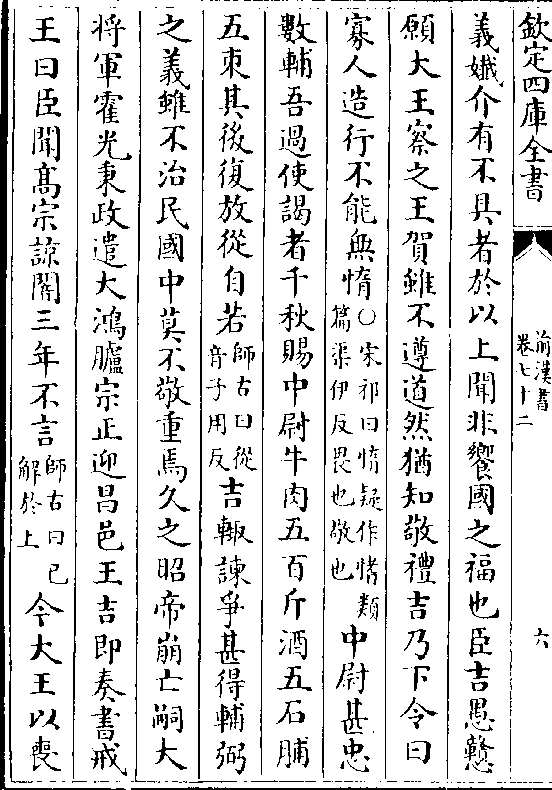 欽定四庫全書
前漢書
卷七十二
六
義孅介有不具者於以上聞非饗國之福也臣吉愚戇
願大王察之王賀雖不遵道然猶知敬禮吉乃下令曰
寡人造行不能無惰○宋祁曰惰疑作憜類
篇渠伊反畏也敬也中尉甚忠
數輔吾過使謁者千秋賜中尉牛肉五百斤酒五石脯
五束其後復放從自若師古曰從
音子用反吉輙諫爭甚得輔弼
之義雖不治民國中莫不敬重焉久之昭帝崩亡嗣大
将軍霍光秉政遣大鴻臚宗正迎昌邑王吉即奏書戒
王曰臣聞髙宗諒闇三年不言師古曰已
解於上今大王以喪